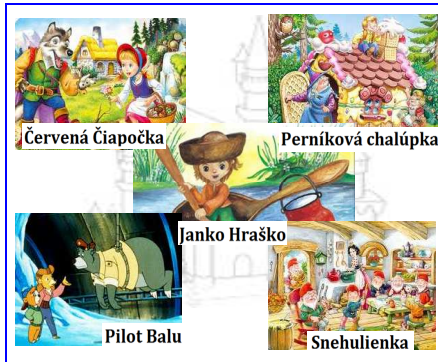 Červená Čiapočka
Perníková chalúpka
Janko Hraško
Pilot Balu
Snehulienka